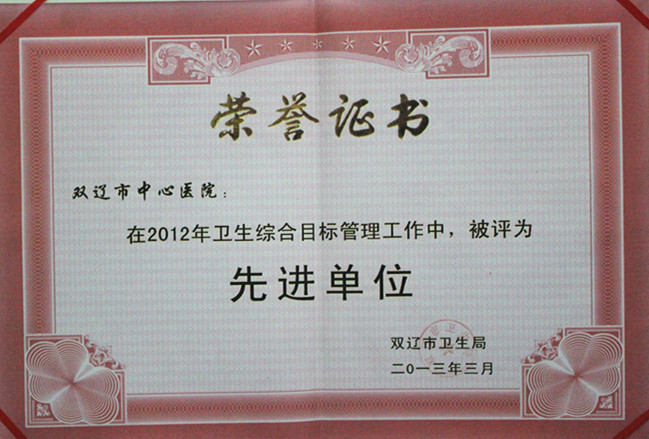 荣誉证书
双辽市中心医院：
在2012年卫生综合目标管理工作中，被评为
先进单位
双辽市卫生局
二0一三年三月